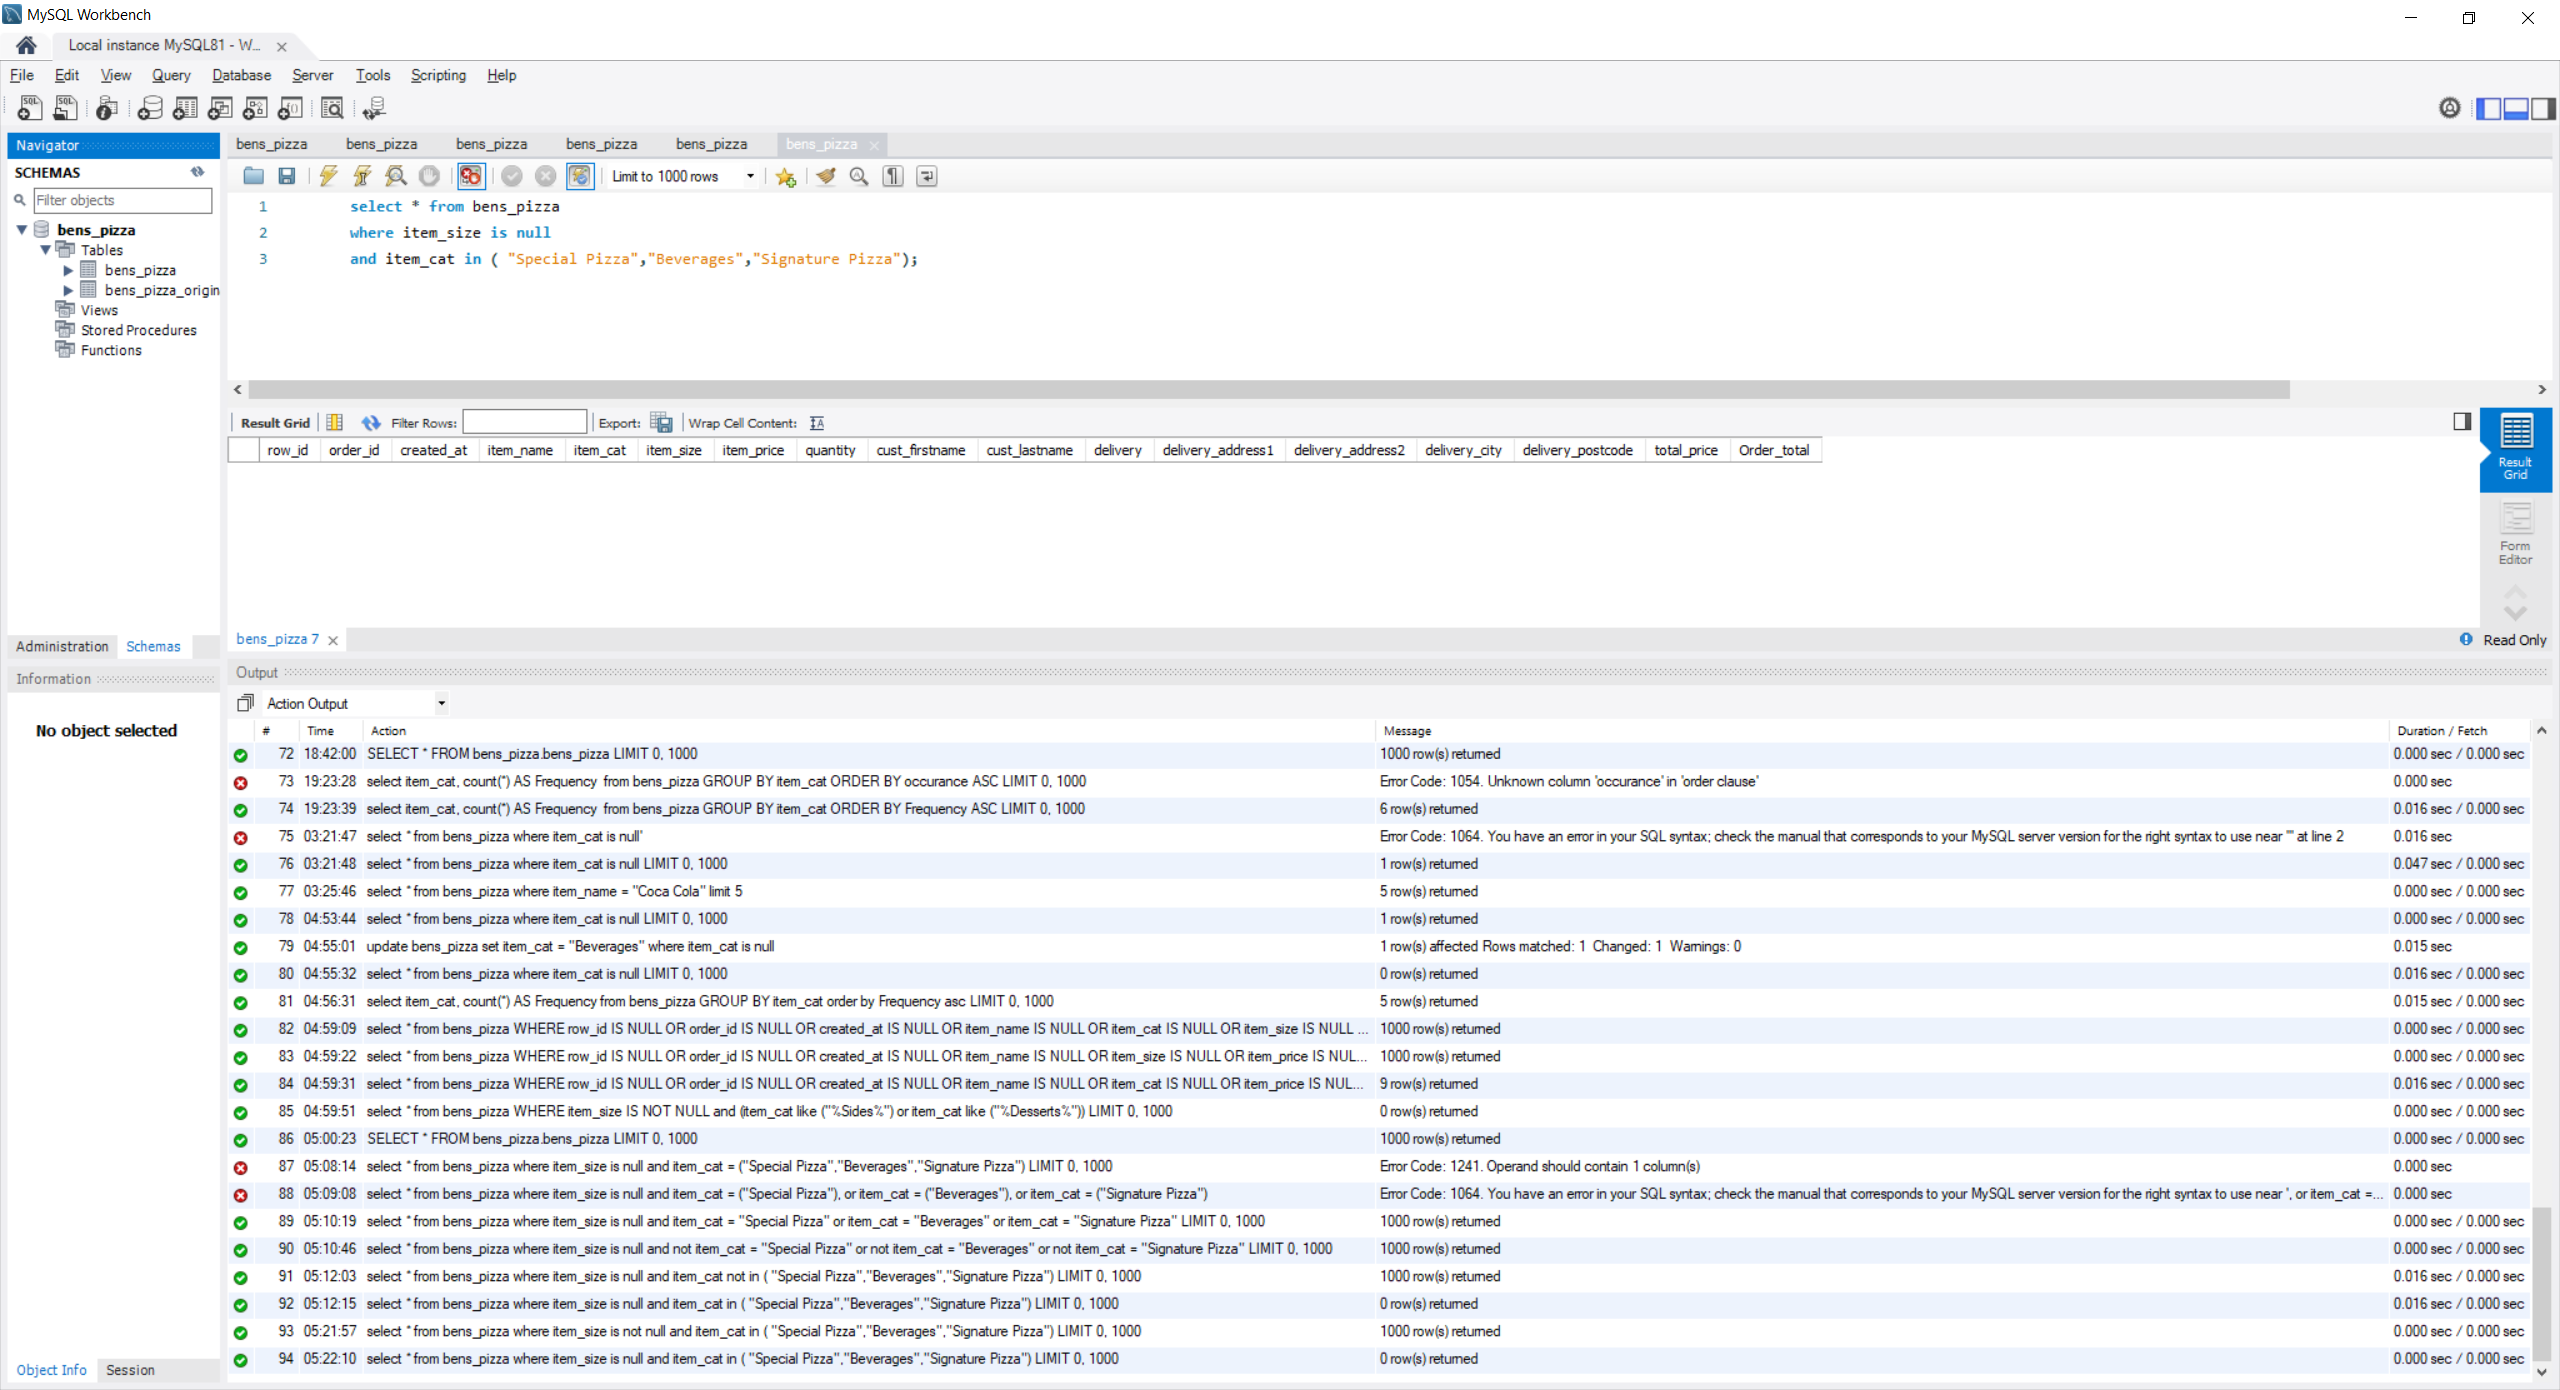 MySQL Workbench
Local instance MySQL81 - W...
File Edit View Query Database Server Tools Scripting Help
Navigator
SCHEMAS
Filter objects
bens_pizza
Tables
bens_pizza
bens_pizza_origin
Views
Stored Procedures
Functions
Administration Schemas
Information
No object selected
Object Info Session
bens_pizza bens_pizza bens_pizza bens_pizza bens_pizza bens_pizza
Limit to 1000 rows
1 select * from bens_pizza
2 where item_size is null
3 and item_cat in ( "Special Pizza","Beverages","Signature Pizza");
Result Grid Filter Rows: Export: Wrap Cell Content:
row_id order_id created_at item_name item_cat item_size item_price quantity cust_firstname cust_lastname delivery delivery_address1 delivery_address2 delivery_city delivery_postcode total_price Order_total
Result Grid
Form Editor
bens_pizza 7
Read Only
Output
Action Output
# Time Action Message Duration / Fetch
72 18:42:00 SELECT * FROM bens_pizza.bens_pizza LIMIT 0, 1000 1000 row(s) returned 0.000 sec / 0.000 sec
73 19:23:28 select item_cat, count(*) AS Frequency from bens_pizza GROUP BY item_cat ORDER BY occurance ASC LIMIT 0, 1000 Error Code: 1054. Unknown column 'occurance' in 'order clause' 0.000 sec
74 19:23:39 select item_cat, count(*) AS Frequency from bens_pizza GROUP BY item_cat ORDER BY Frequency ASC LIMIT 0, 1000 6 row(s) returned 0.016 sec / 0.000 sec
75 03:21:47 select * from bens_pizza where item_cat is null' Error Code: 1064. You have an error in your SQL syntax; check the manual that corresponds to your MySQL server version for the right syntax to use near ''' at line 2 0.016 sec
76 03:21:48 select * from bens_pizza where item_cat is null LIMIT 0, 1000 1 row(s) returned 0.047 sec / 0.000 sec
77 03:25:46 select * from bens_pizza where item_name = "Coca Cola" limit 5 5 row(s) returned 0.000 sec / 0.000 sec
78 04:53:44 select * from bens_pizza where item_cat is null LIMIT 0, 1000 1 row(s) returned 0.000 sec / 0.000 sec
79 04:55:01 update bens_pizza set item_cat = "Beverages" where item_cat is null 1 row(s) affected Rows matched: 1 Changed: 1 Warnings: 0 0.015 sec
80 04:55:32 select * from bens_pizza where item_cat is null LIMIT 0, 1000 0 row(s) returned 0.016 sec / 0.000 sec
81 04:56:31 select item_cat, count(*) AS Frequency from bens_pizza GROUP BY item_cat order by Frequency asc LIMIT 0, 1000 5 row(s) returned 0.015 sec / 0.000 sec
82 04:59:09 select * from bens_pizza WHERE row_id IS NULL OR order_id IS NULL OR created_at IS NULL OR item_name IS NULL OR item_cat IS NULL OR item_size IS NULL ... 1000 row(s) returned 0.000 sec / 0.000 sec
83 04:59:22 select * from bens_pizza WHERE row_id IS NULL OR order_id IS NULL OR created_at IS NULL OR item_name IS NULL OR item_size IS NULL OR item_price IS NUL... 1000 row(s) returned 0.000 sec / 0.000 sec
84 04:59:31 select * from bens_pizza WHERE row_id IS NULL OR order_id IS NULL OR created_at IS NULL OR item_name IS NULL OR item_cat IS NULL OR item_price IS NUL... 9 row(s) returned 0.016 sec / 0.000 sec
85 04:59:51 select * from bens_pizza WHERE item_size IS NOT NULL and (item_cat like ("%Sides%") or item_cat like ("%Desserts%")) LIMIT 0, 1000 0 row(s) returned 0.000 sec / 0.000 sec
86 05:00:23 SELECT * FROM bens_pizza.bens_pizza LIMIT 0, 1000 1000 row(s) returned 0.000 sec / 0.000 sec
87 05:08:14 select * from bens_pizza where item_size is null and item_cat = ("Special Pizza","Beverages","Signature Pizza") LIMIT 0, 1000 Error Code: 1241. Operand should contain 1 column(s) 0.000 sec
88 05:09:08 select * from bens_pizza where item_size is null and item_cat = ("Special Pizza"), or item_cat = ("Beverages"), or item_cat = ("Signature Pizza") Error Code: 1064. You have an error in your SQL syntax; check the manual that corresponds to your MySQL server version for the right syntax to use near ', or item_cat =... 0.000 sec
89 05:10:19 select * from bens_pizza where item_size is null and item_cat = "Special Pizza" or item_cat = "Beverages" or item_cat = "Signature Pizza" LIMIT 0, 1000 1000 row(s) returned 0.000 sec / 0.000 sec
90 05:10:46 select * from bens_pizza where item_size is null and not item_cat = "Special Pizza" or not item_cat = "Beverages" or not item_cat = "Signature Pizza" LIMIT 0, 1000 1000 row(s) returned 0.000 sec / 0.000 sec
91 05:12:03 select * from bens_pizza where item_size is null and item_cat not in ( "Special Pizza","Beverages","Signature Pizza") LIMIT 0, 1000 1000 row(s) returned 0.016 sec / 0.000 sec
92 05:12:15 select * from bens_pizza where item_size is null and item_cat in ( "Special Pizza","Beverages","Signature Pizza") LIMIT 0, 1000 0 row(s) returned 0.016 sec / 0.000 sec
93 05:21:57 select * from bens_pizza where item_size is not null and item_cat in ( "Special Pizza","Beverages","Signature Pizza") LIMIT 0, 1000 1000 row(s) returned 0.000 sec / 0.000 sec
94 05:22:10 select * from bens_pizza where item_size is null and item_cat in ( "Special Pizza","Beverages","Signature Pizza") LIMIT 0, 1000 0 row(s) returned 0.000 sec / 0.000 sec